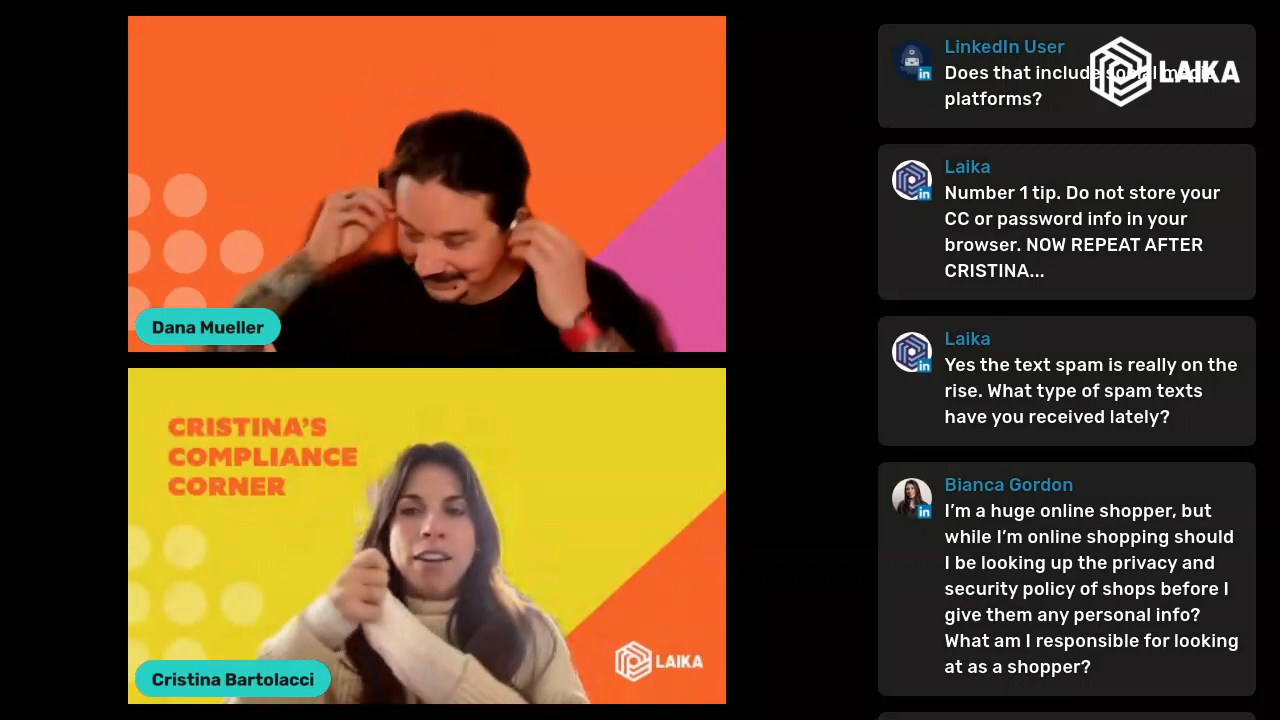 Dana Mueller
CRISTINA'S
COMPLIANCE
CORNER
LAIKA
Cristina Bartolacci
LinkedIn User
Does that include social media
platforms?
LAIKA
Laika
Number 1 tip. Do not store your
CC or password info in your
browser. NOW REPEAT AFTER
CRISTINA...
Laika
Yes the text spam is really on the
rise. What type of spam texts
have you received lately?
Bianca Gordon
I’m a huge online shopper, but
while I’m online shopping should
I be looking up the privacy and
security policy of shops before I
give them any personal info?
What am I responsible for looking
at as a shopper?